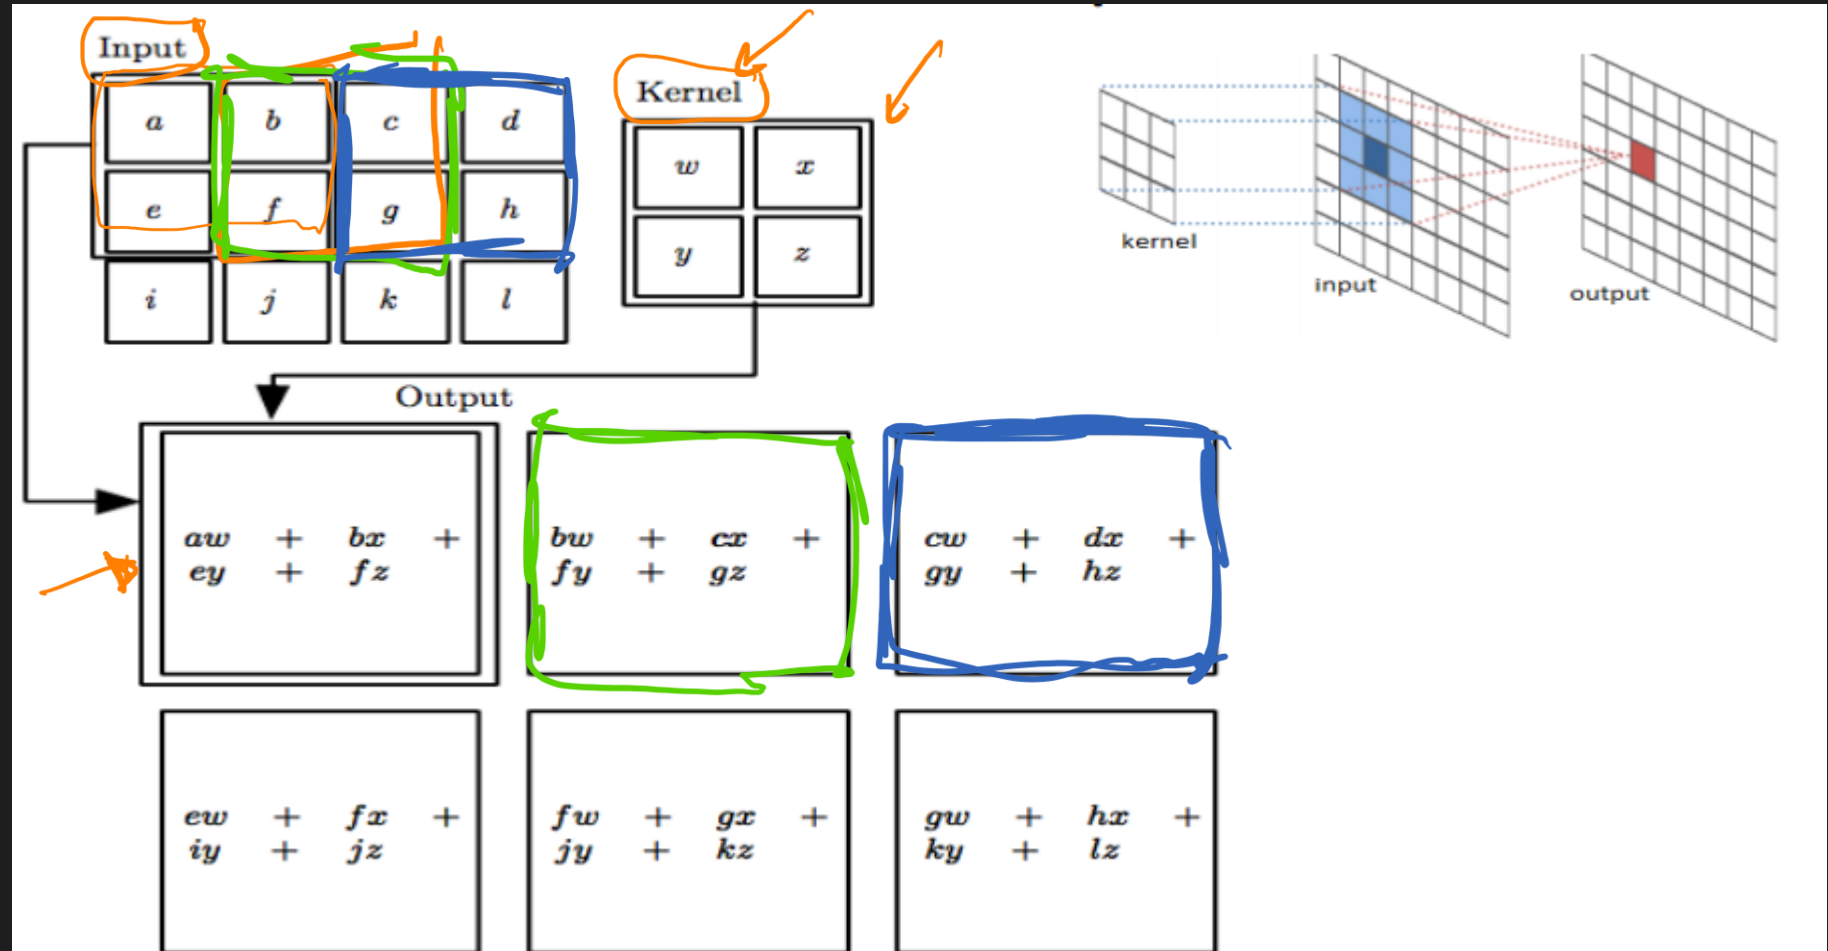 Input
a b c d
e f g h
i j k l
Kernel
w x
y z
kernel
input
output
Output
aw + bx +
ey + fz
bw + cx +
fy + gz
cw + dx +
gy + hz
ew + fx +
iy + jz
fw + gx +
jy + kz
gw + hx +
ky + lz